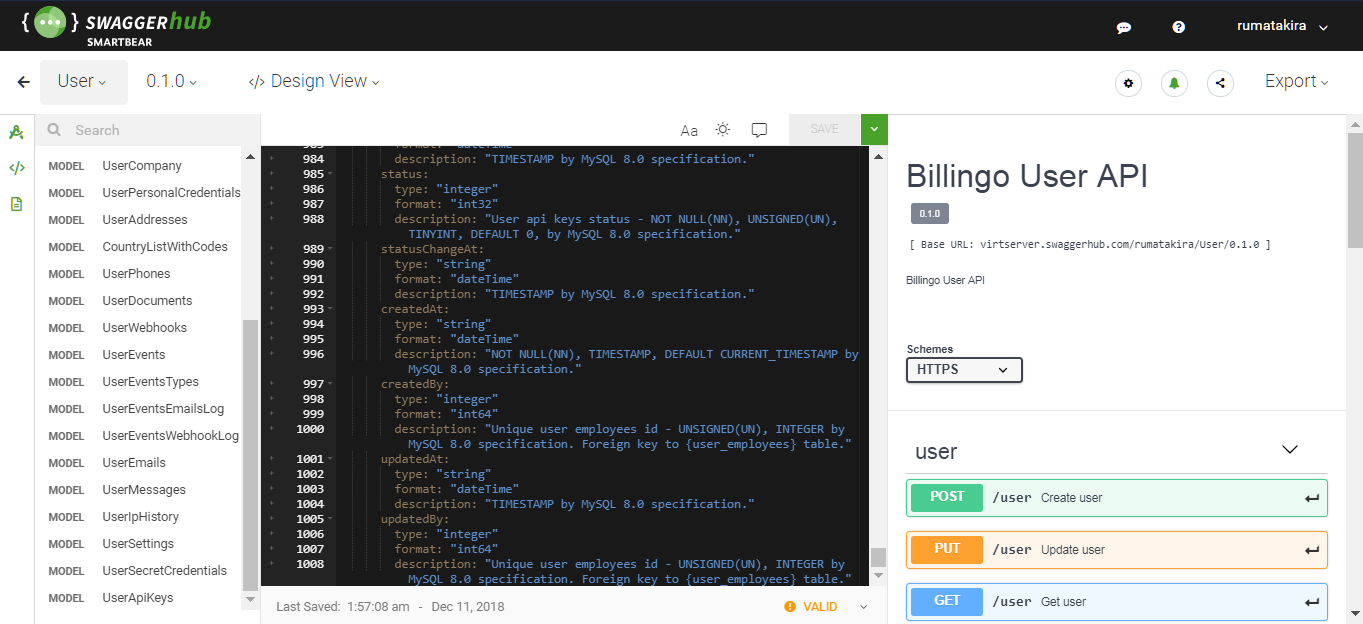 { ... } SWAGGERhub
SMARTBEAR
rumatakira
User
0.1.0
</> Design View
Export
Search
MODEL UserCompany
MODEL UserPersonalCredentials
MODEL UserAddresses
MODEL CountryListWithCodes
MODEL UserPhones
MODEL UserDocuments
MODEL UserWebhooks
MODEL UserEvents
MODEL UserEventsTypes
MODEL UserEventsEmailsLog
MODEL UserEventsWebhookLog
MODEL UserEmails
MODEL UserMessages
MODEL UserIpHistory
MODEL UserSettings
MODEL UserSecretCredentials
MODEL UserApiKeys
Aa
SAVE
983 format: "dateTime"
984 description: "TIMESTAMP by MySQL 8.0 specification."
985 status:
986 type: "integer"
987 format: "int32"
988 description: "User api keys status - NOT NULL(NN), UNSIGNED(UN),
TINYINT, DEFAULT 0, by MySQL 8.0 specification."
989 statusChangeAt:
990 type: "string"
991 format: "dateTime"
992 description: "TIMESTAMP by MySQL 8.0 specification."
993 createdAt:
994 type: "string"
995 format: "dateTime"
996 description: "NOT NULL(NN), TIMESTAMP, DEFAULT CURRENT_TIMESTAMP by
MySQL 8.0 specification."
997 createdBy:
998 type: "integer"
999 format: "int64"
1000 description: "Unique user employees id - UNSIGNED(UN), INTEGER by
MySQL 8.0 specification. Foreign key to {user_employees} table."
1001 updatedAt:
1002 type: "string"
1003 format: "dateTime"
1004 description: "TIMESTAMP by MySQL 8.0 specification."
1005 updatedBy:
1006 type: "integer"
1007 format: "int64"
1008 description: "Unique user employees id - UNSIGNED(UN), INTEGER by
MySQL 8.0 specification. Foreign key to {user_employees} table."
Last Saved: 1:57:08 am - Dec 11, 2018
VALID
Billingo User API
0.1.0
[ Base URL: virtserver.swaggerhub.com/rumatakira/User/0.1.0 ]
Billingo User API
Schemes
HTTPS
user
POST /user Create user
PUT /user Update user
GET /user Get user